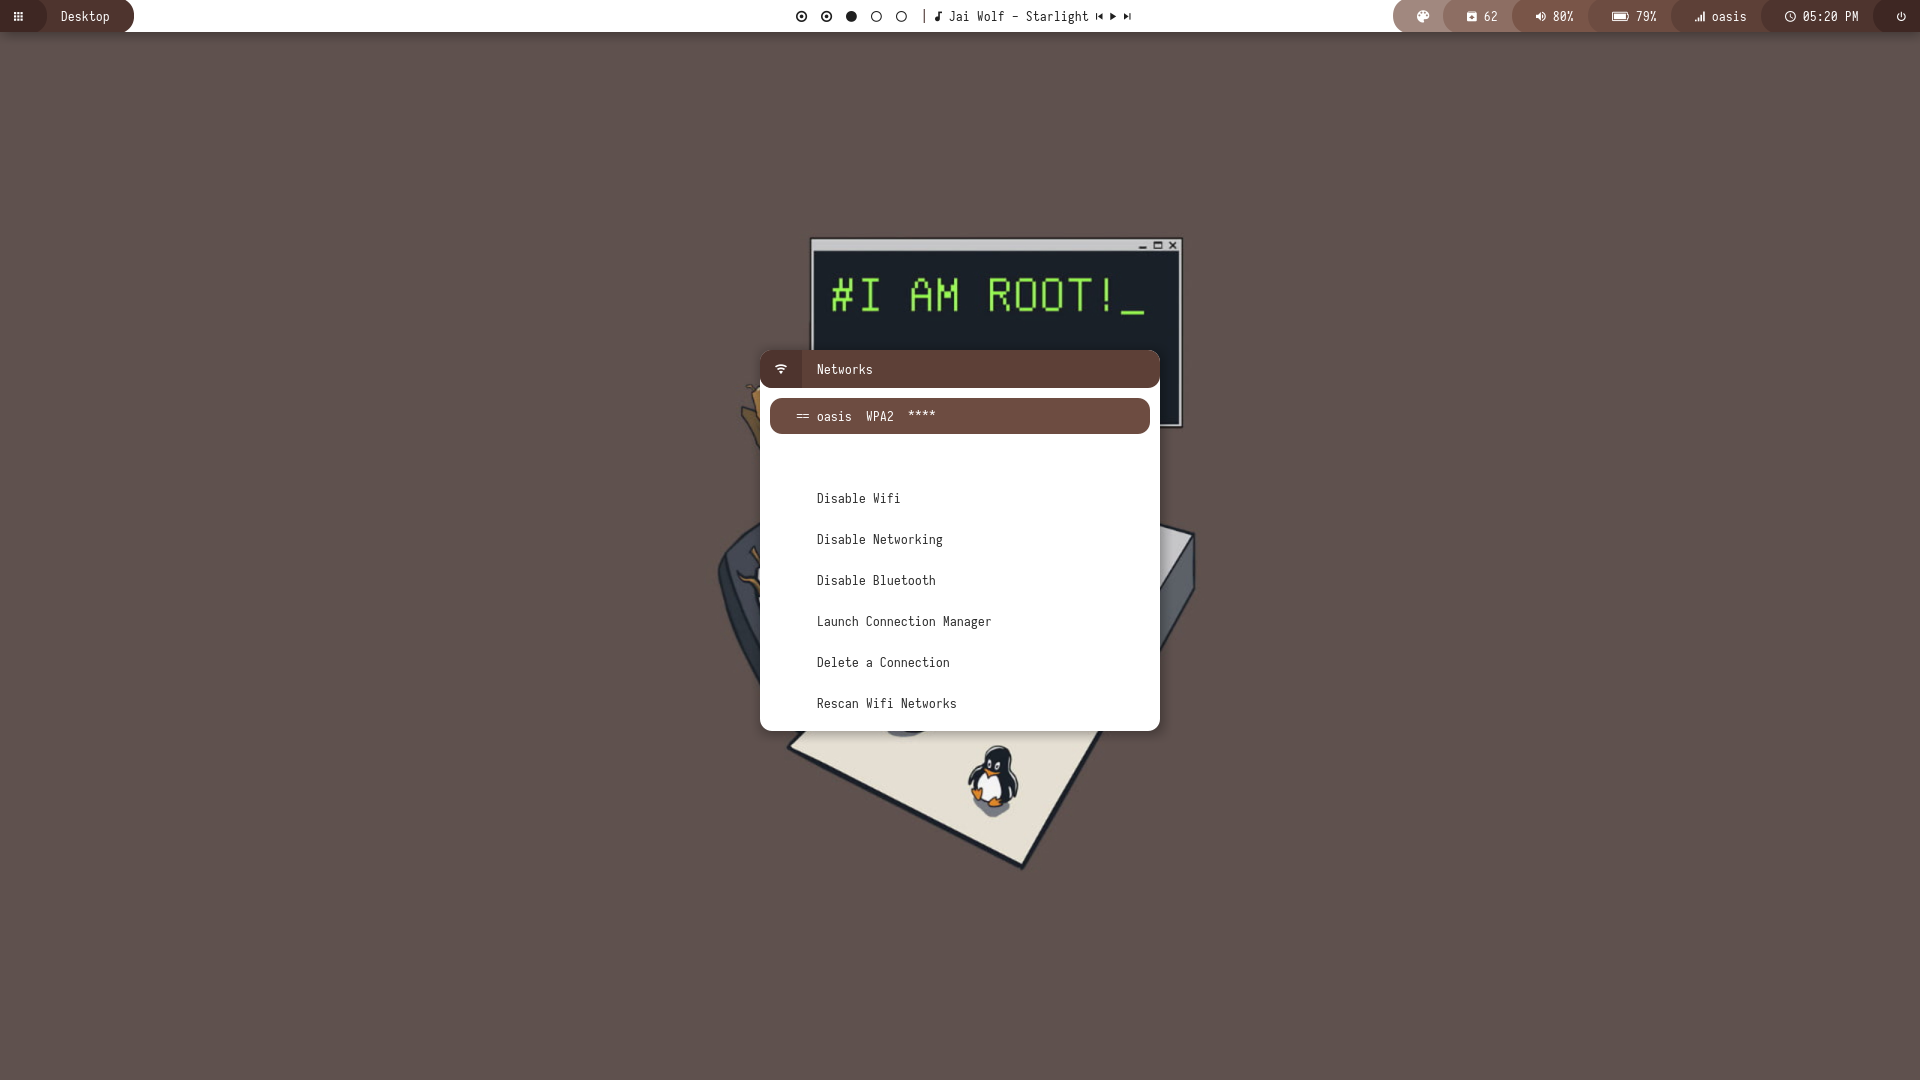 Desktop
Jai Wolf - Starlight
62
80%
79%
oasis
05:20 PM
#I AM ROOT!_
Networks
== oasis  WPA2  ****
Disable Wifi
Disable Networking
Disable Bluetooth
Launch Connection Manager
Delete a Connection
Rescan Wifi Networks